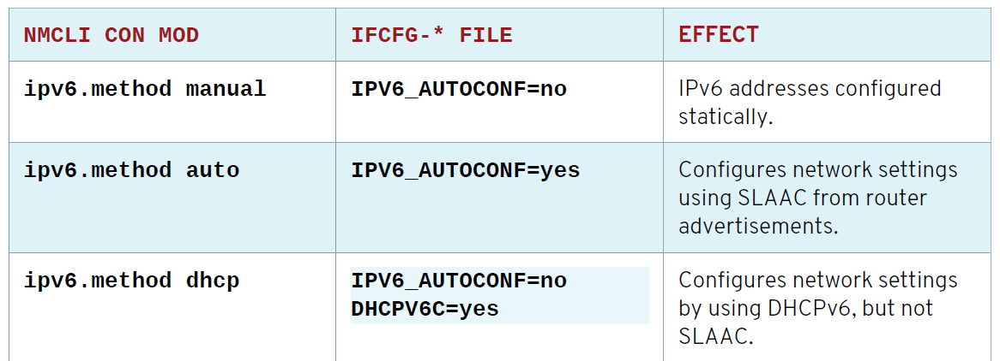 NMCLI CON MOD
IFCFG-* FILE
EFFECT
ipv6.method manual
IPV6_AUTOCONF=no
IPv6 addresses configured
statically.
ipv6.method auto
IPV6_AUTOCONF=yes
Configures network settings
using SLAAC from router
advertisements.
ipv6.method dhcp
IPV6_AUTOCONF=no
DHCPV6C=yes
Configures network settings
by using DHCPv6, but not
SLAAC.